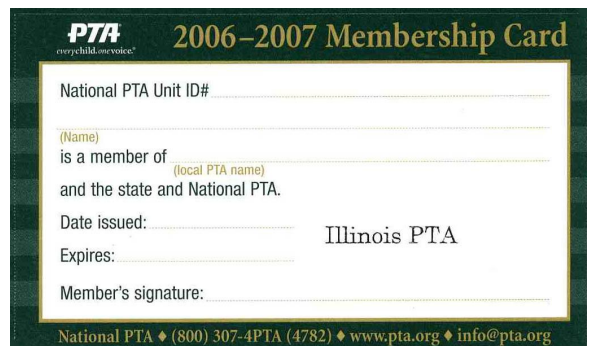 PTA
everychild.onevoice.®
2006–2007 Membership Card
National PTA Unit ID#
(Name)
is a member of
(local PTA name)
and the state and National PTA.
Date issued:
Illinois PTA
Expires:
Member's signature:
National PTA ♦ (800) 307-4PTA (4782) ♦ www.pta.org ♦ info@pta.org